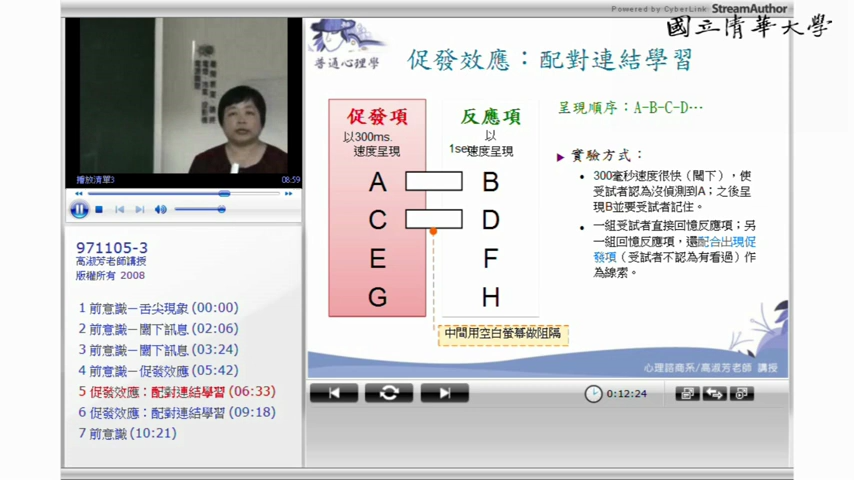 Powered by CyberLink StreamAuthor
國立清華大學
普通心理學
促發效應：配對連結學習
促發項
以300ms.
速度呈現
反應項
以
1se速度呈現
A
B
C
D
E
F
G
H
中間用空白螢幕做阻隔
呈現順序：A-B-C-D…
實驗方式：
300毫秒速度很快（閾下），使
受試者認為沒偵測到A；之後呈
現B並要受試者記住。
一組受試者直接回憶反應項；另
一組回憶反應項，還配合出現促
發項（受試者不認為有看過）作
為線索。
心理諮商系/高淑芳老師 講授
播放清單3
08:59
971105-3
高淑芳老師講授
版權所有 2008
1 前意識－舌尖現象 (00:00)
2 前意識－閾下訊息 (02:06)
3 前意識－閾下訊息 (03:24)
4 前意識－促發效應 (05:42)
5 促發效應：配對連結學習 (06:33)
6 促發效應：配對連結學習 (09:18)
7 前意識 (10:21)
0:12:24